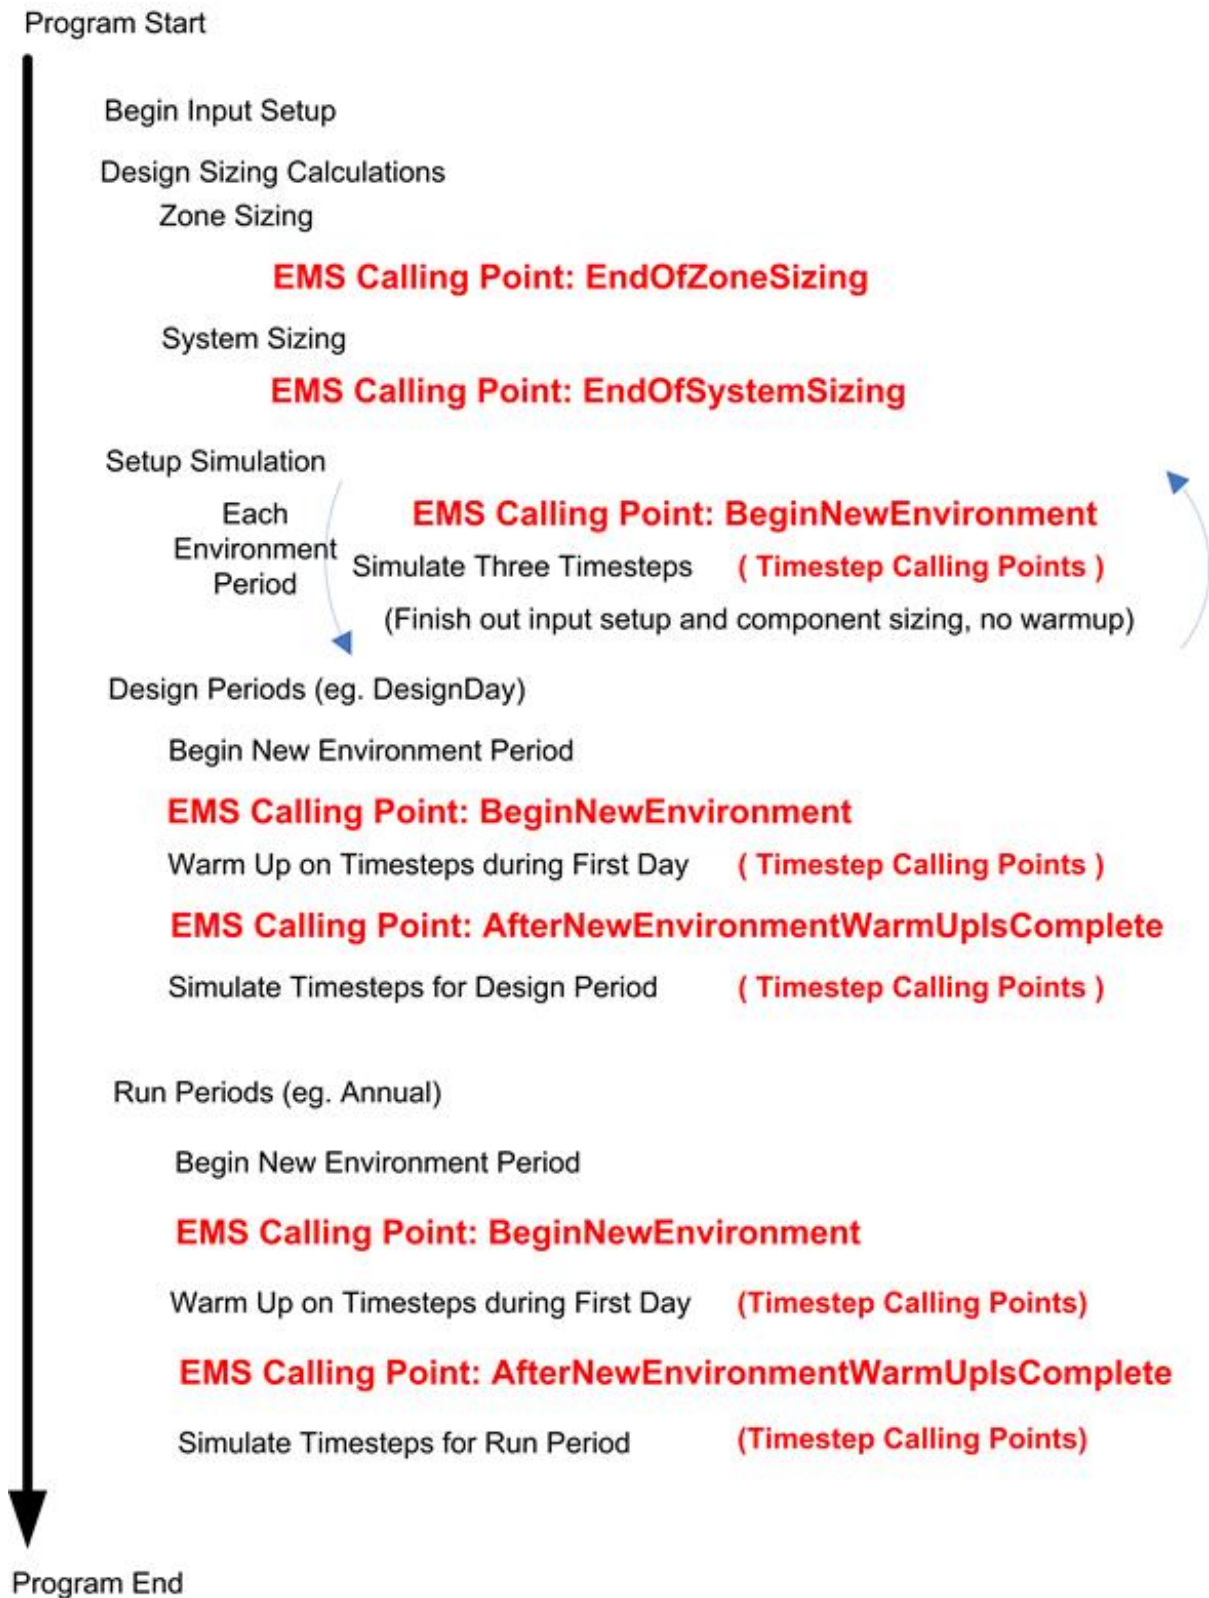 Program Start
Begin Input Setup
Design Sizing Calculations
Zone Sizing
EMS Calling Point: EndOfZoneSizing
System Sizing
EMS Calling Point: EndOfSystemSizing
Setup Simulation
Each
Environment
Period
EMS Calling Point: BeginNewEnvironment
Simulate Three Timesteps ( Timestep Calling Points )
(Finish out input setup and component sizing, no warmup)
Design Periods (eg. DesignDay)
Begin New Environment Period
EMS Calling Point: BeginNewEnvironment
Warm Up on Timesteps during First Day ( Timestep Calling Points )
EMS Calling Point: AfterNewEnvironmentWarmUpIsComplete
Simulate Timesteps for Design Period ( Timestep Calling Points )
Run Periods (eg. Annual)
Begin New Environment Period
EMS Calling Point: BeginNewEnvironment
Warm Up on Timesteps during First Day (Timestep Calling Points)
EMS Calling Point: AfterNewEnvironmentWarmUpIsComplete
Simulate Timesteps for Run Period (Timestep Calling Points)
Program End